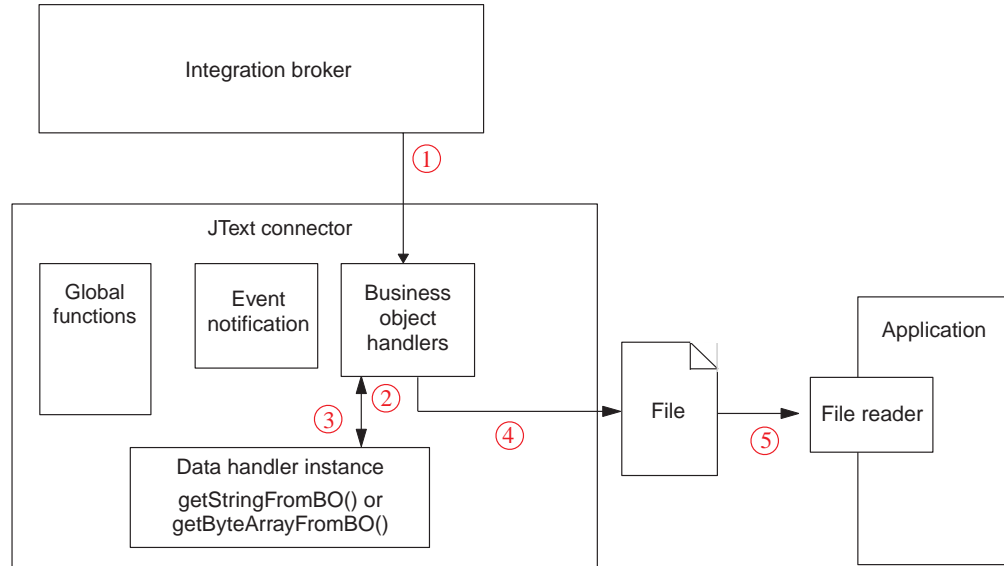 Integration broker
①
JText connector
Global
functions
Event
notification
Business
object
handlers
Application
②
③
④
File
⑤
File reader
Data handler instance
getStringFromBO() or
getByteArrayFromBO()